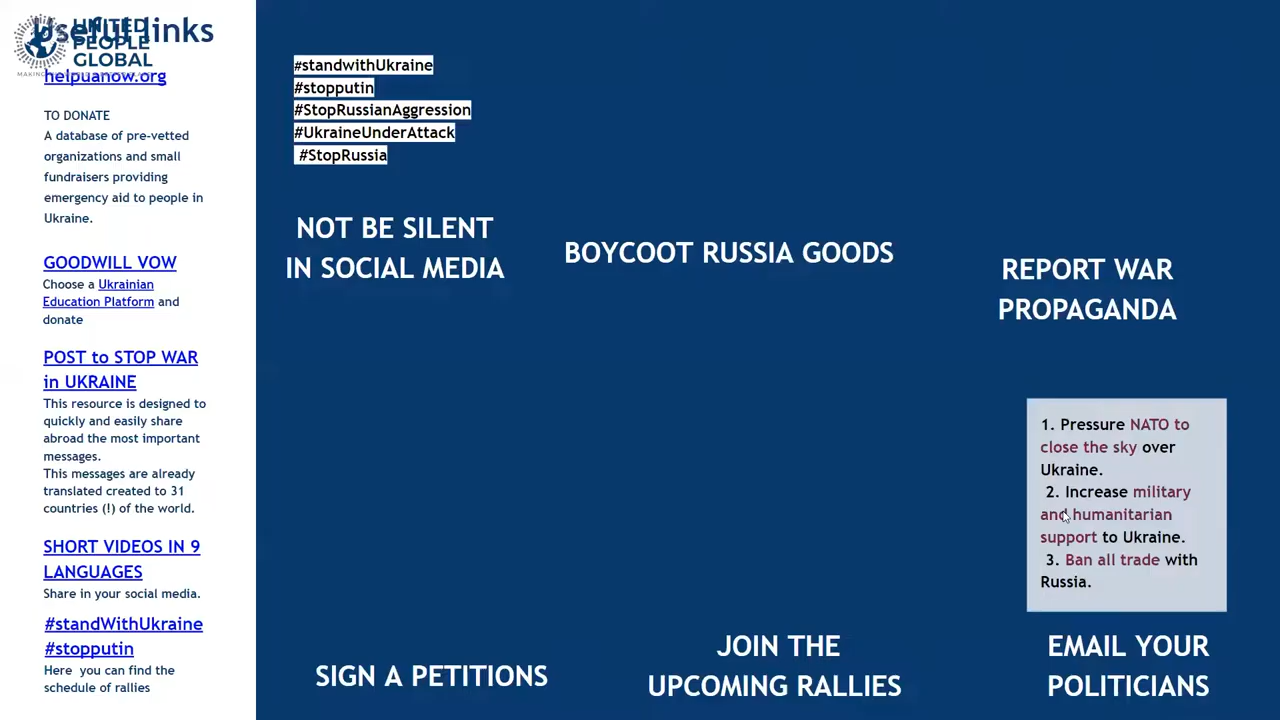 Useful links
UNITED
PEOPLE
GLOBAL
helpuanow.org
TO DONATE
A database of pre-vetted
organizations and small
fundraisers providing
emergency aid to people in
Ukraine.
GOODWILL VOW
Choose a Ukrainian
Education Platform and
donate
POST to STOP WAR
in UKRAINE
This resource is designed to
quickly and easily share
abroad the most important
messages.
This messages are already
translated created to 31
countries (!) of the world.
SHORT VIDEOS IN 9
LANGUAGES
Share in your social media.
#standWithUkraine
#stopputin
Here you can find the
schedule of rallies
#standwithUkraine
#stopputin
#StopRussianAggression
#UkraineUnderAttack
#StopRussia
NOT BE SILENT
IN SOCIAL MEDIA
BOYCOOT RUSSIA GOODS
REPORT WAR
PROPAGANDA
1. Pressure NATO to
close the sky over
Ukraine.
2. Increase military
and humanitarian
support to Ukraine.
3. Ban all trade with
Russia.
SIGN A PETITIONS
JOIN THE
UPCOMING RALLIES
EMAIL YOUR
POLITICIANS